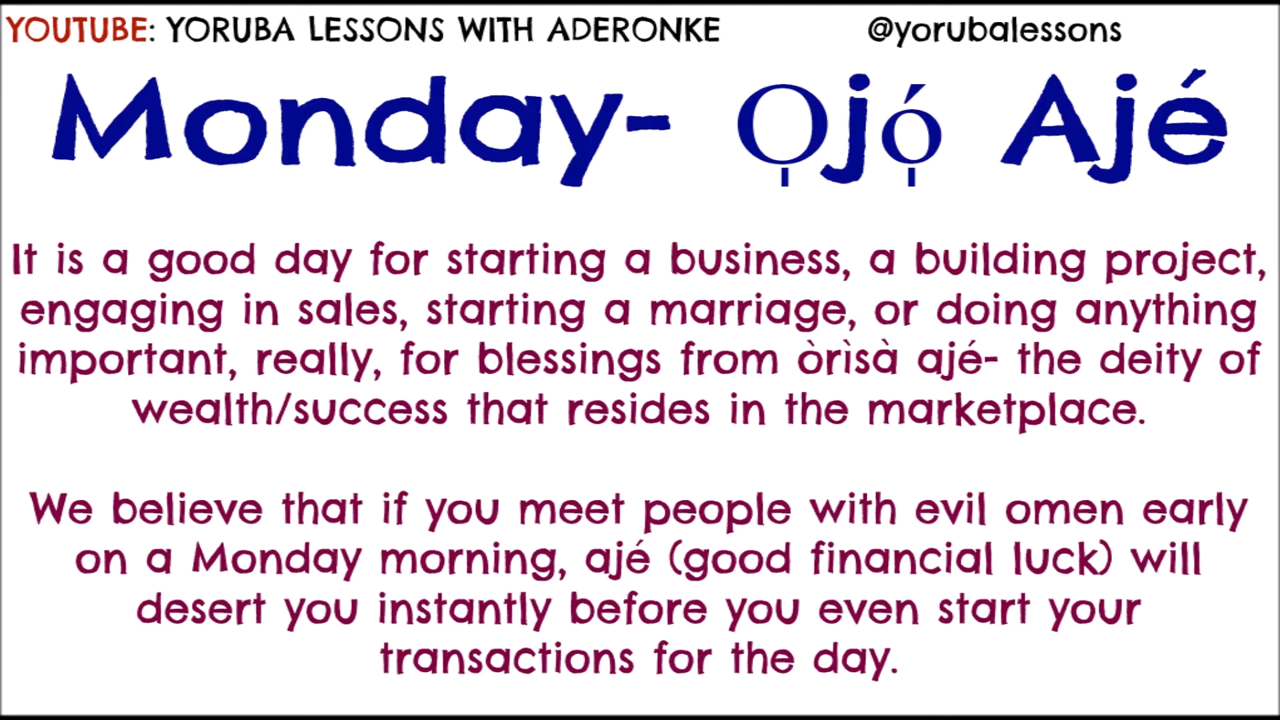 YOUTUBE: YORUBA LESSONS WITH ADERONKE @yorubalessons
Monday- Ọjọ́ Ajé
It is a good day for starting a business, a building project,
engaging in sales, starting a marriage, or doing anything
important, really, for blessings from òrìsà ajé- the deity of
wealth/success that resides in the marketplace.
We believe that if you meet people with evil omen early
on a Monday morning, ajé (good financial luck) will
desert you instantly before you even start your
transactions for the day.